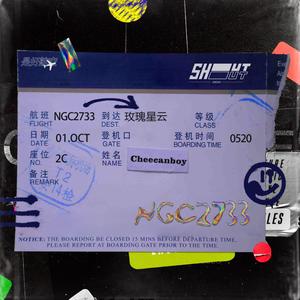 SHOUT
航班 NGC2733 到达 玫瑰星云 等级
FLIGHT DEST. CLASS
日期 01.OCT 登机口 登机时间 0520
DATE GATE BOARDING TIME
座位 2C 姓名 Cheecanboy
SEAT NAME
备注
REMARK T2
NGC2733
NOTICE: THE BOARDING BE CLOSED 15 MINS BEFORE DEPARTURE TIME.
PLEASE REPORT AT BOARDING GATE PRIOR TO THE TIME.